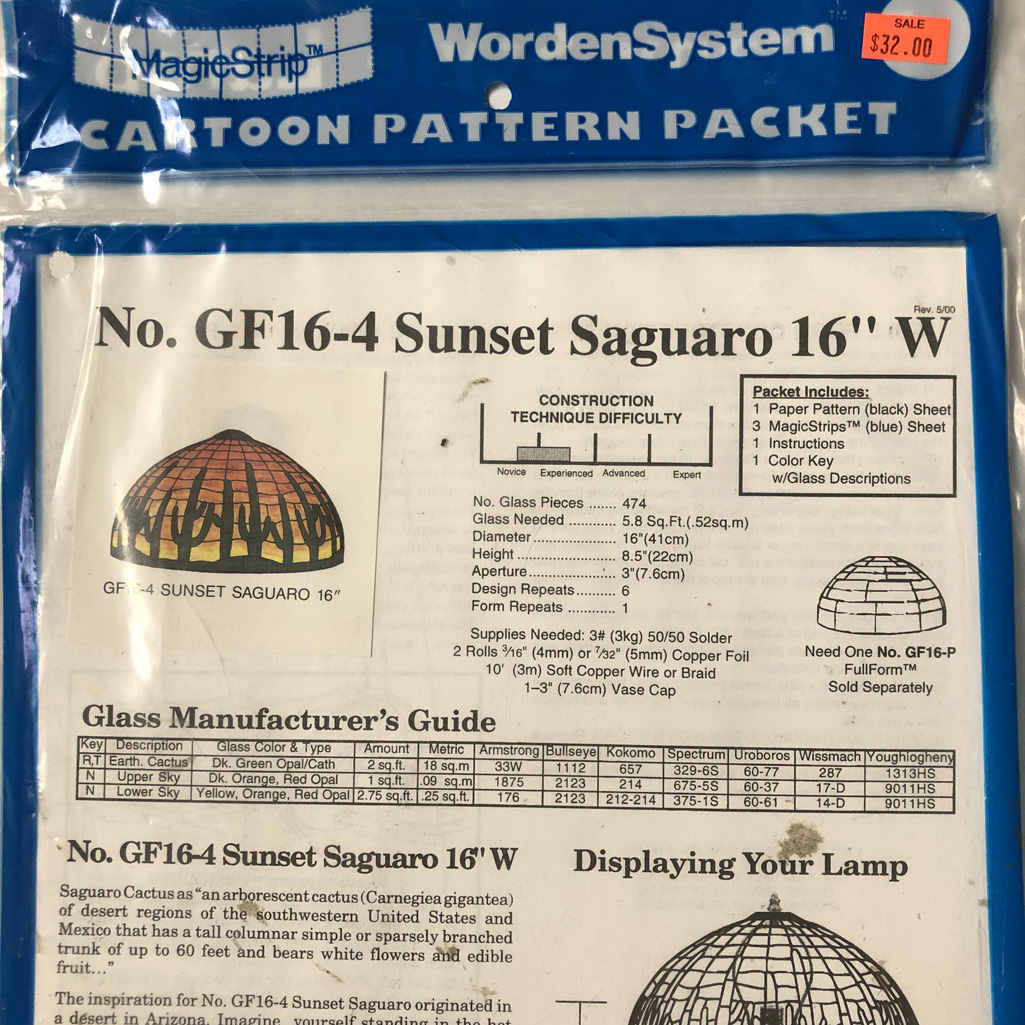 MagicStrip™
WordenSystem™
SALE
$32.00
CARTOON PATTERN PACKET
Rev. 5/00
No. GF16-4 Sunset Saguaro 16" W
CONSTRUCTION
TECHNIQUE DIFFICULTY
Novice Experienced Advanced Expert
Packet Includes:
1 Paper Pattern (black) Sheet
3 MagicStrips™ (blue) Sheet
1 Instructions
1 Color Key
w/Glass Descriptions
GF -4 SUNSET SAGUARO 16"
No. Glass Pieces ....... 474
Glass Needed ............ 5.8 Sq.Ft.(.52sq.m)
Diameter..................... 16"(41cm)
Height ......................... 8.5"(22cm)
Aperture...................... 3"(7.6cm)
Design Repeats.......... 6
Form Repeats ............ 1
Supplies Needed: 3# (3kg) 50/50 Solder
2 Rolls 3/16" (4mm) or 7/32" (5mm) Copper Foil
10' (3m) Soft Copper Wire or Braid
1–3" (7.6cm) Vase Cap
Need One No. GF16-P
FullForm™
Sold Separately
Glass Manufacturer's Guide
Key Description Glass Color & Type Amount Metric Armstrong Bullseye Kokomo Spectrum Uroboros Wissmach Youghiogheny
R,T Earth. Cactus Dk. Green Opal/Cath 2 sq.ft. 18 sq.m 33W 1112 657 329-6S 60-77 287 1313HS
N Upper Sky Dk. Orange, Red Opal 1 sq.ft. .09 sq.m 1875 2123 214 675-5S 60-37 17-D 9011HS
N Lower Sky Yellow, Orange, Red Opal 2.75 sq.ft. .25 sq.m 176 2123 212-214 375-1S 60-61 14-D 9011HS
No. GF16-4 Sunset Saguaro 16" W
Saguaro Cactus as "an arborescent cactus (Carnegiea gigantea)
of desert regions of the southwestern United States and
Mexico that has a tall columnar simple or sparsely branched
trunk of up to 60 feet and bears white flowers and edible
fruit..."
The inspiration for No. GF16-4 Sunset Saguaro originated in
a desert in Arizona. Imagine, yourself standing in the hot
Displaying Your Lamp